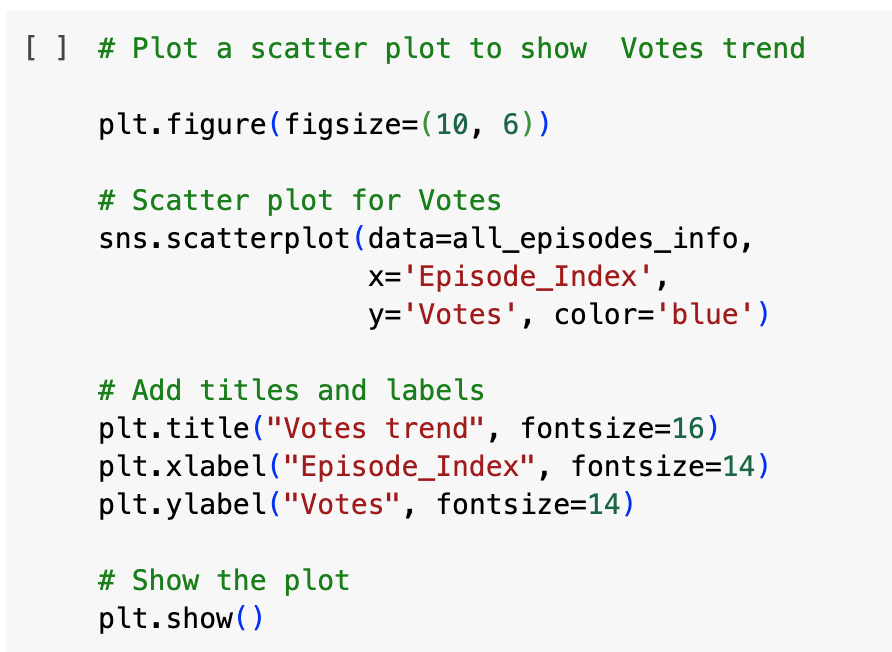 [ ] # Plot a scatter plot to show  Votes trend
plt.figure(figsize=(10, 6))
# Scatter plot for Votes
sns.scatterplot(data=all_episodes_info,
                x='Episode_Index',
                y='Votes', color='blue')
# Add titles and labels
plt.title("Votes trend", fontsize=16)
plt.xlabel("Episode_Index", fontsize=14)
plt.ylabel("Votes", fontsize=14)
# Show the plot
plt.show()